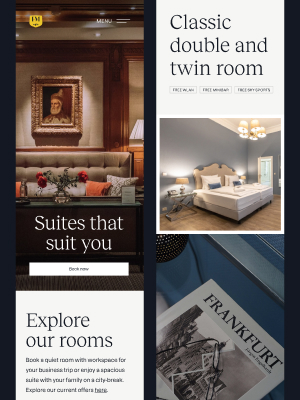 EM
MENU
Suites that
suit you
Book now
Explore
our rooms
Book a quiet room with workspace for
your business trip or enjoy a spacious
suite with your family on a city-break.
Explore our current offers here.
Classic
double and
twin room
FREE WLAN
FREE MINIBAR
FREE SKY SPORTS
FRANKFURT